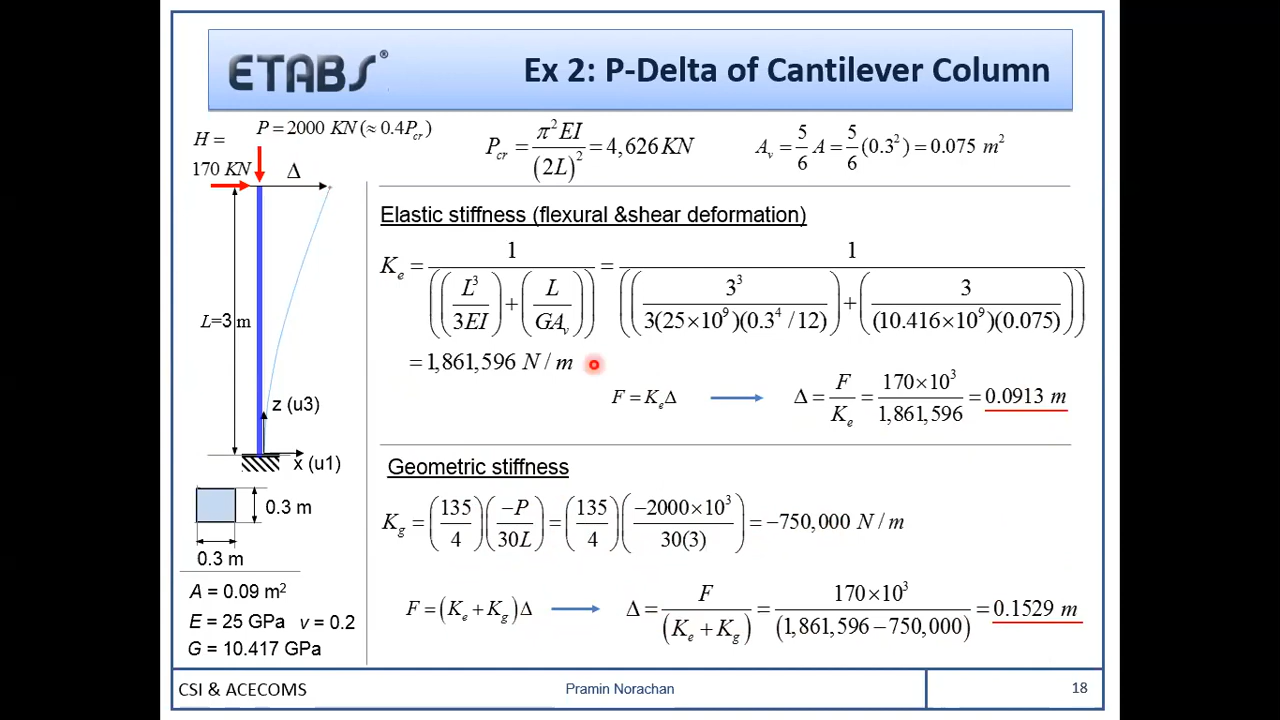 ETABS®
Ex 2: P-Delta of Cantilever Column
H =
170 KN
P = 2000 KN (≈ 0.4P_cr)
Δ
L=3 m
z (u3)
x (u1)
0.3 m
0.3 m
A = 0.09 m²
E = 25 GPa v = 0.2
G = 10.417 GPa
P_cr = π²EI / (2L)² = 4,626 KN
A_v = 5/6 A = 5/6 (0.3²) = 0.075 m²
Elastic stiffness (flexural &shear deformation)
K_e = 1 / ((L³/3EI) + (L/GA_v)) = 1 / ((3³ / 3(25×10⁹)(0.3⁴/12)) + (3 / (10.416×10⁹)(0.075)))
= 1,861,596 N / m
F = K_eΔ
Δ = F/K_e = 170×10³ / 1,861,596 = 0.0913 m
Geometric stiffness
K_g = (135/4)(−P/30L) = (135/4)(−2000×10³ / 30(3)) = −750,000 N / m
F = (K_e + K_g)Δ
Δ = F / (K_e + K_g) = 170×10³ / (1,861,596 − 750,000) = 0.1529 m
CSI & ACECOMS
Pramin Norachan
18